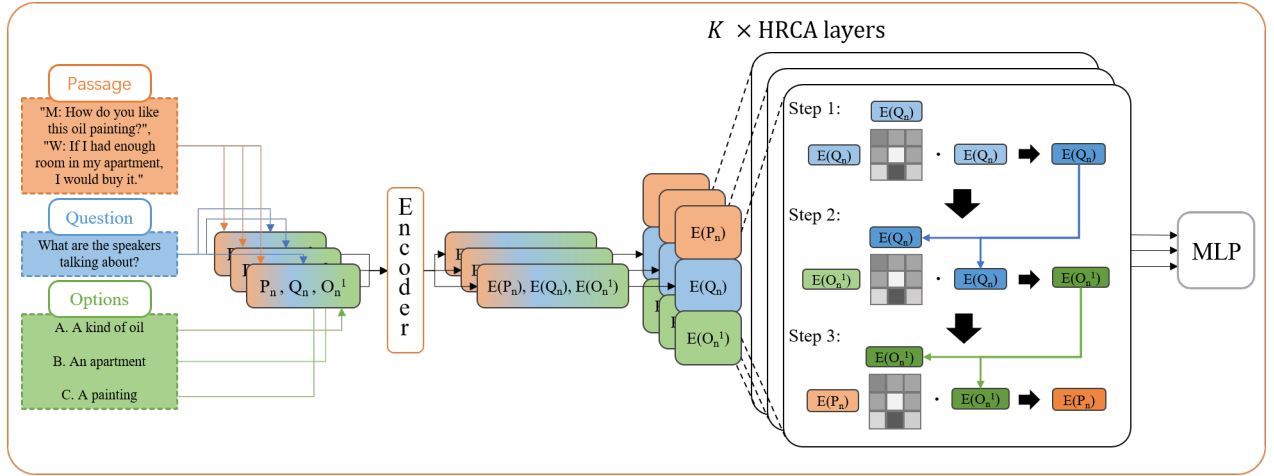 K × HRCA layers
Passage
"M: How do you like
this oil painting?",
"W: If I had enough
room in my apartment,
I would buy it."
Question
What are the speakers
talking about?
Options
A. A kind of oil
B. An apartment
C. A painting
P
P
Pₙ , Qₙ , Oₙ¹
Encoder
E(Pₙ), E(Qₙ), E(Oₙ¹)
E(Pₙ)
E(Qₙ)
E(Oₙ¹)
Step 1:
E(Qₙ)
E(Qₙ) · E(Qₙ) E(Qₙ)
Step 2:
E(Qₙ)
E(Oₙ¹) · E(Qₙ) E(Oₙ¹)
Step 3:
E(Oₙ¹)
E(Pₙ) · E(Oₙ¹) E(Pₙ)
MLP